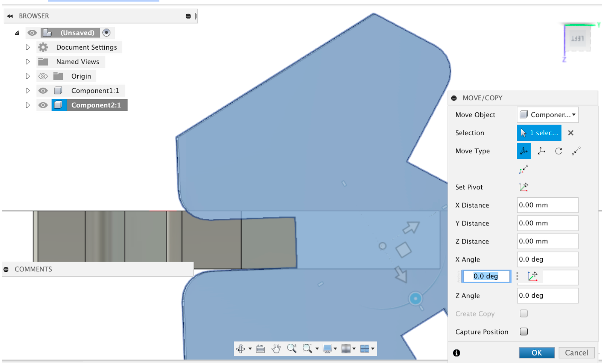 BROWSER
(Unsaved)
Document Settings
Named Views
Origin
Component1:1
Component2:1
COMMENTS
LEFT
Z
MOVE/COPY
Move Object Componen...
Selection 1 selec...
Move Type
Set Pivot
X Distance 0.00 mm
Y Distance 0.00 mm
Z Distance 0.00 mm
X Angle 0.0 deg
0.0 deg
Z Angle 0.0 deg
Create Copy
Capture Position
OK Cancel